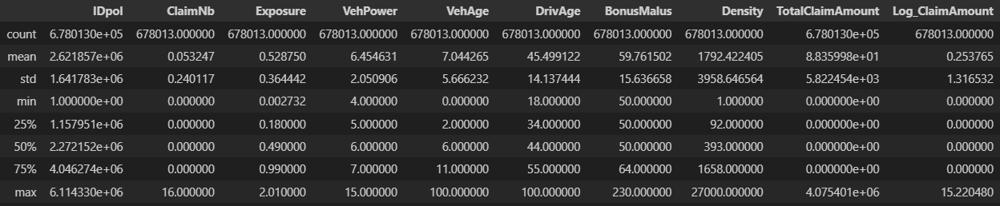 IDpol ClaimNb Exposure VehPower VehAge DrivAge BonusMalus Density TotalClaimAmount Log_ClaimAmount
count 6.780130e+05 678013.000000 678013.000000 678013.000000 678013.000000 678013.000000 678013.000000 678013.000000 6.780130e+05 678013.000000
mean 2.621857e+06 0.053247 0.528750 6.454631 7.044265 45.499122 59.761502 1792.422405 8.835998e+01 0.253765
std 1.641783e+06 0.240117 0.364442 2.050906 5.666232 14.137444 15.636658 3958.646564 5.822454e+03 1.316532
min 1.000000e+00 0.000000 0.002732 4.000000 0.000000 18.000000 50.000000 1.000000 0.000000e+00 0.000000
25% 1.157951e+06 0.000000 0.180000 5.000000 2.000000 34.000000 50.000000 92.000000 0.000000e+00 0.000000
50% 2.272152e+06 0.000000 0.490000 6.000000 6.000000 44.000000 50.000000 393.000000 0.000000e+00 0.000000
75% 4.046274e+06 0.000000 0.990000 7.000000 11.000000 55.000000 64.000000 1658.000000 0.000000e+00 0.000000
max 6.114330e+06 16.000000 2.010000 15.000000 100.000000 100.000000 230.000000 27000.000000 4.075401e+06 15.220480